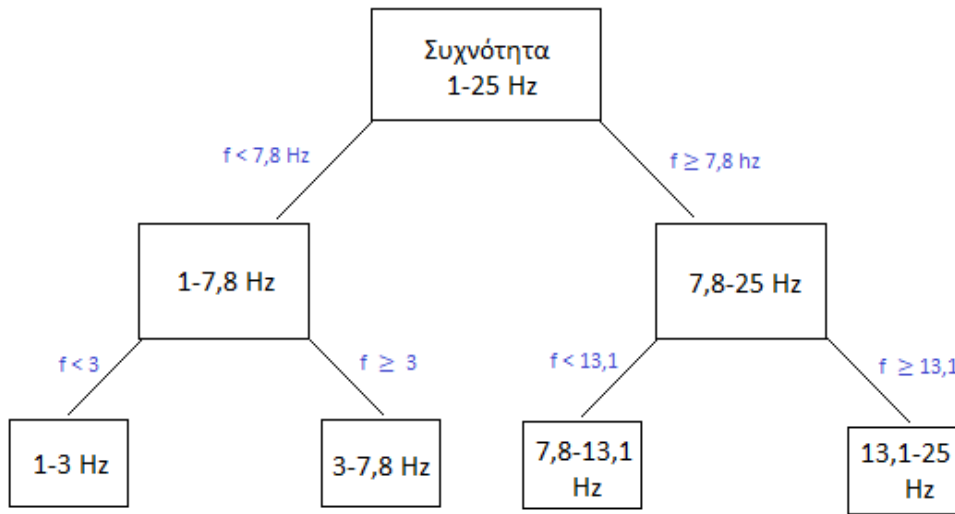 Συχνότητα
1-25 Hz
f < 7,8 Hz
f ≥ 7,8 hz
1-7,8 Hz
7,8-25 Hz
f < 3
f ≥ 3
f < 13,1
f ≥ 13,1
1-3 Hz
3-7,8 Hz
7,8-13,1
Hz
13,1-25
Hz